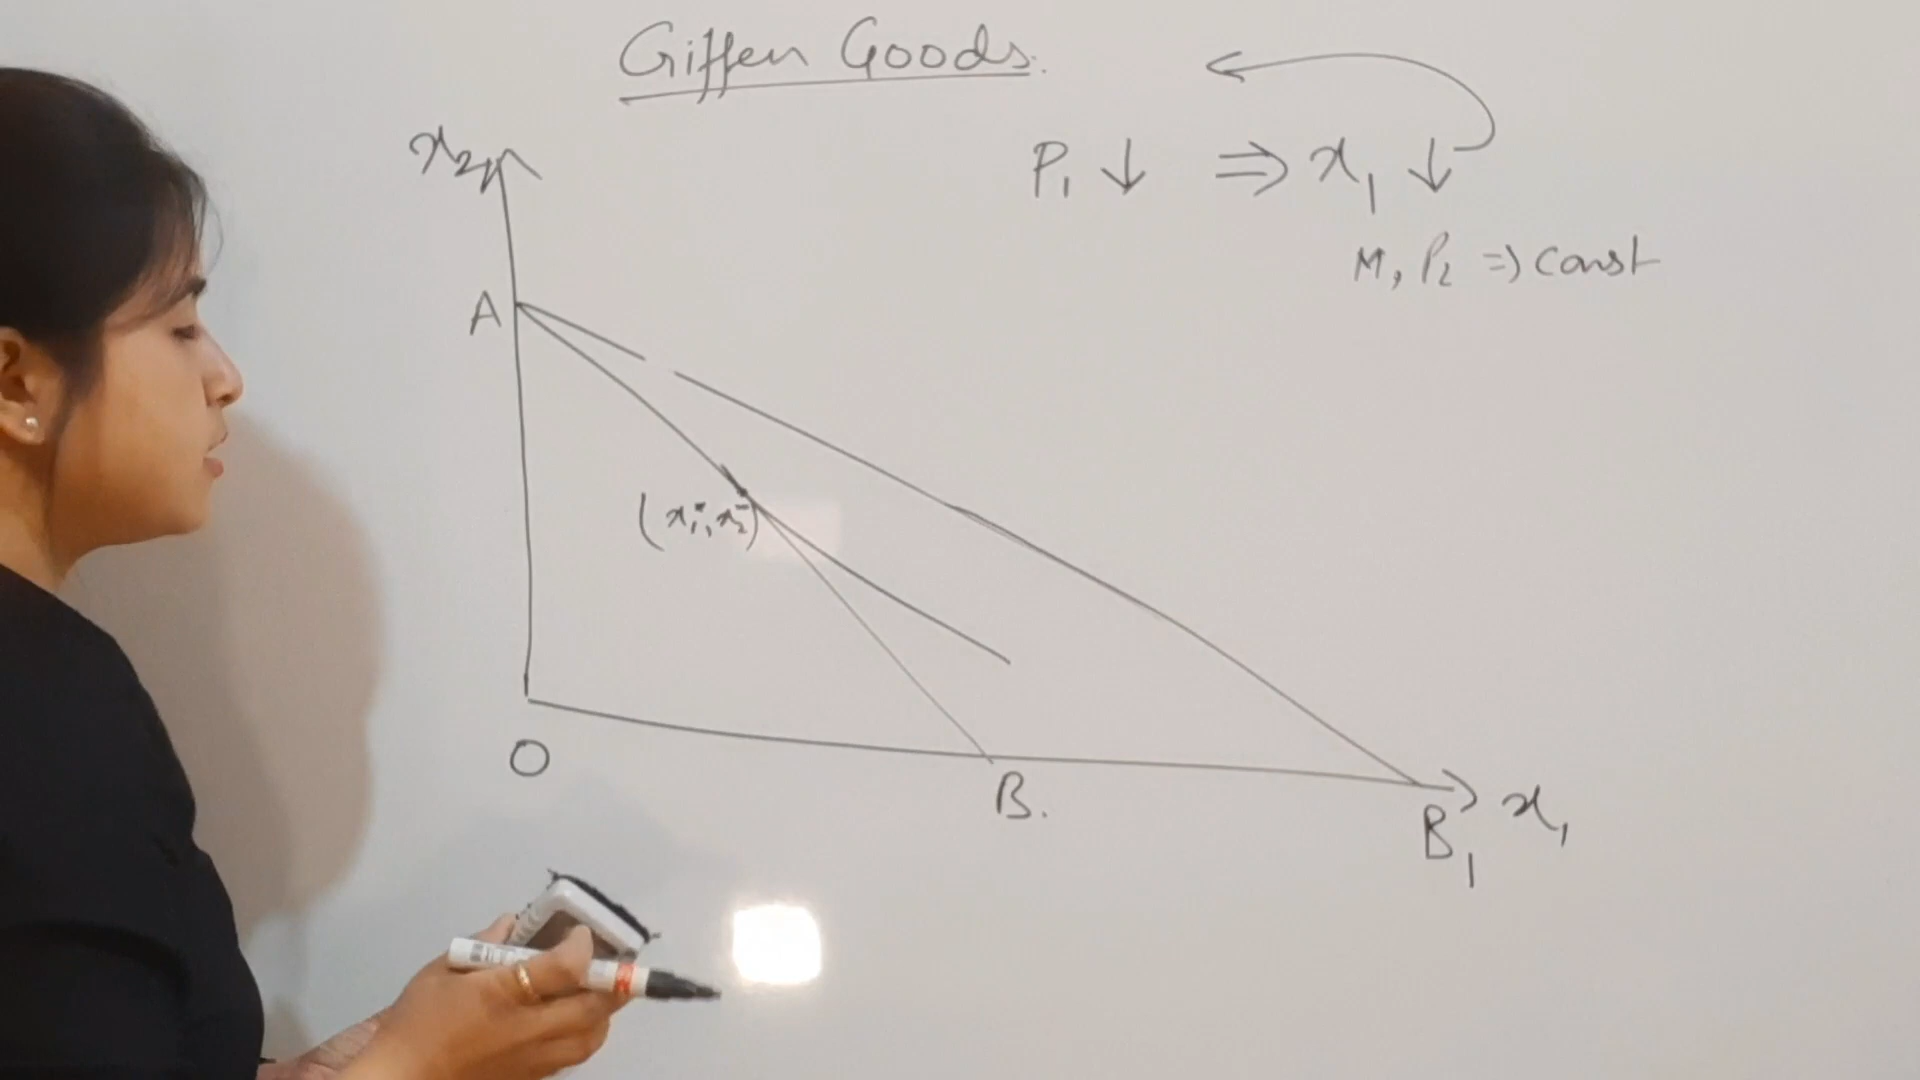 Giffen Goods.
P₁ ↓ ⇒ x₁ ↓
x₂
M, P₂ ⇒ const
A
(x₁*, x₂*)
O
B.
B₁ x₁